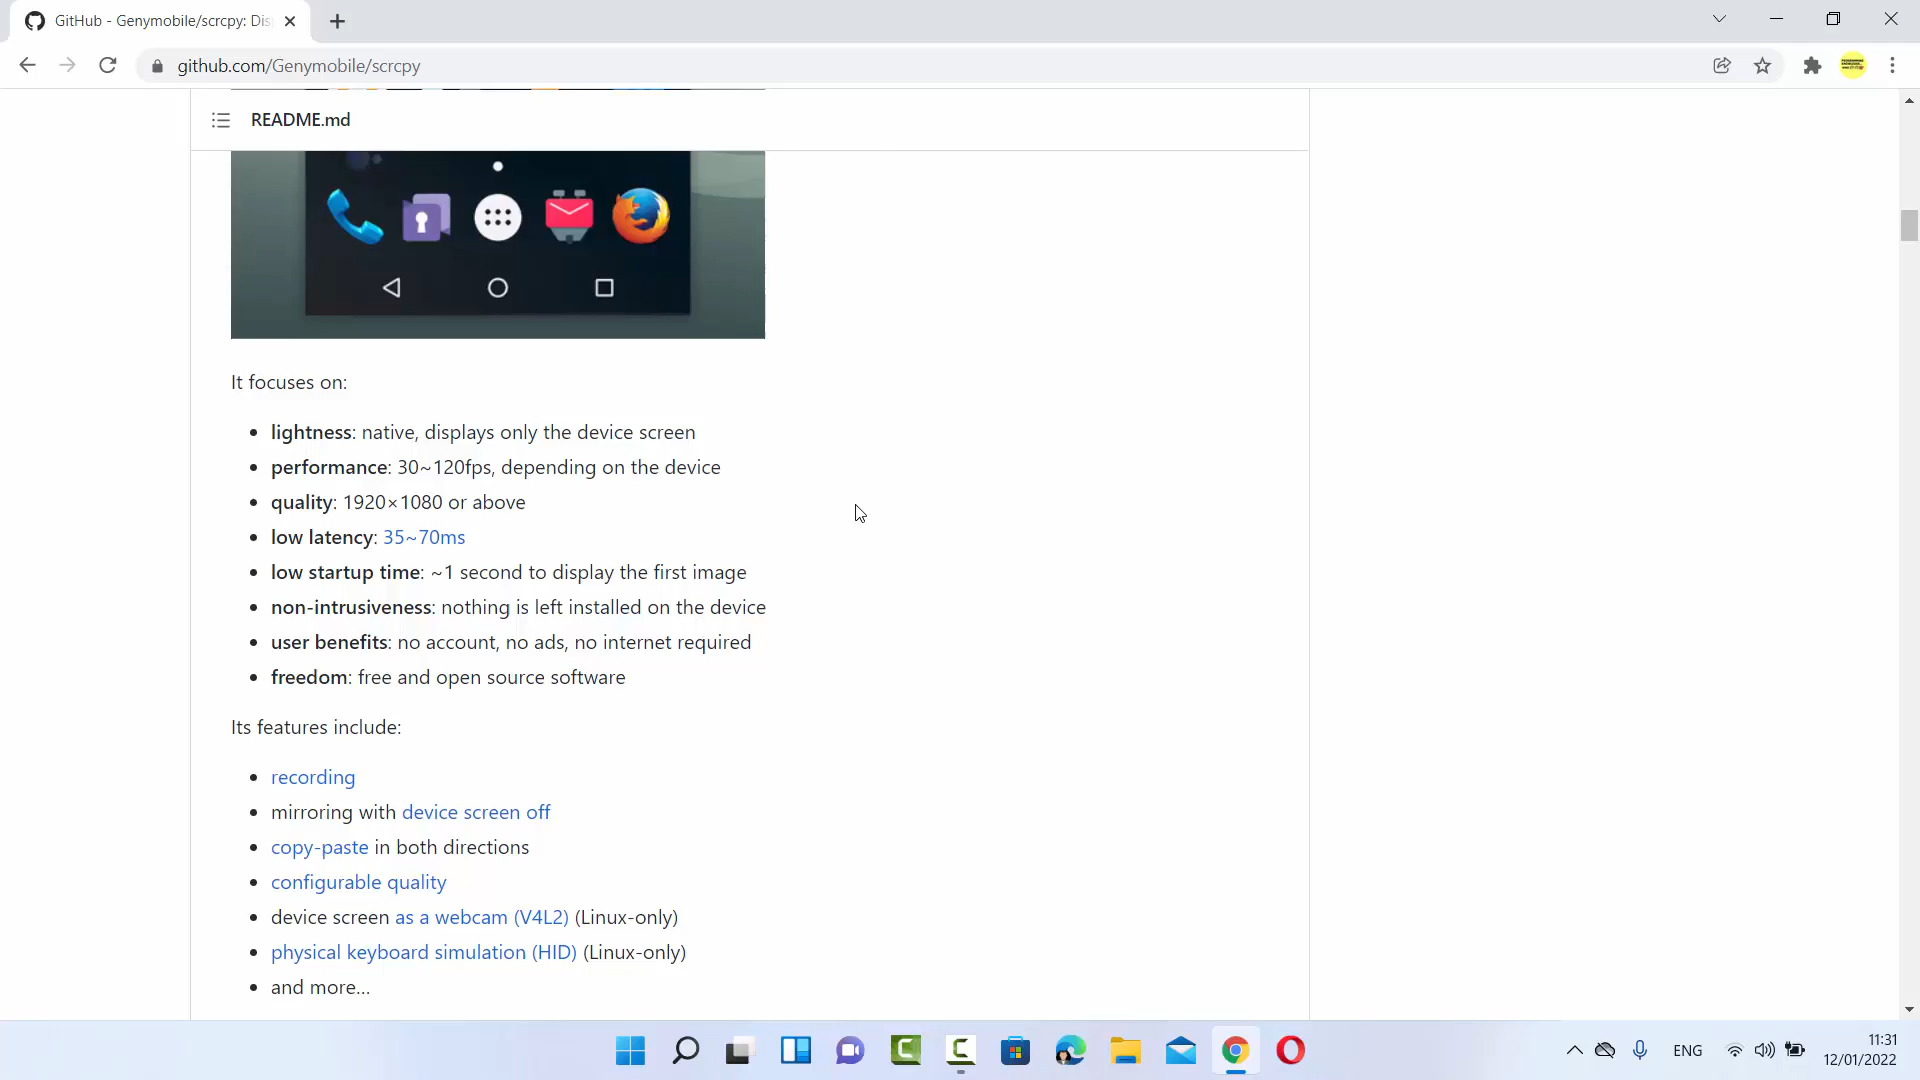 GitHub - Genymobile/scrcpy: Dis
github.com/Genymobile/scrcpy
README.md
It focuses on:
lightness: native, displays only the device screen
performance: 30~120fps, depending on the device
quality: 1920×1080 or above
low latency: 35~70ms
low startup time: ~1 second to display the first image
non-intrusiveness: nothing is left installed on the device
user benefits: no account, no ads, no internet required
freedom: free and open source software
Its features include:
recording
mirroring with device screen off
copy-paste in both directions
configurable quality
device screen as a webcam (V4L2) (Linux-only)
physical keyboard simulation (HID) (Linux-only)
and more…
ENG
11:31
12/01/2022